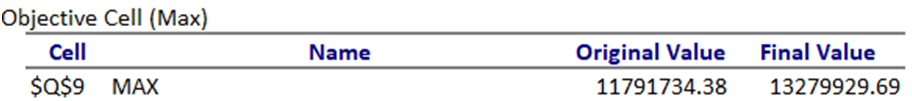 Objective Cell (Max)
Cell Name Original Value Final Value
$Q$9 MAX 11791734.38 13279929.69